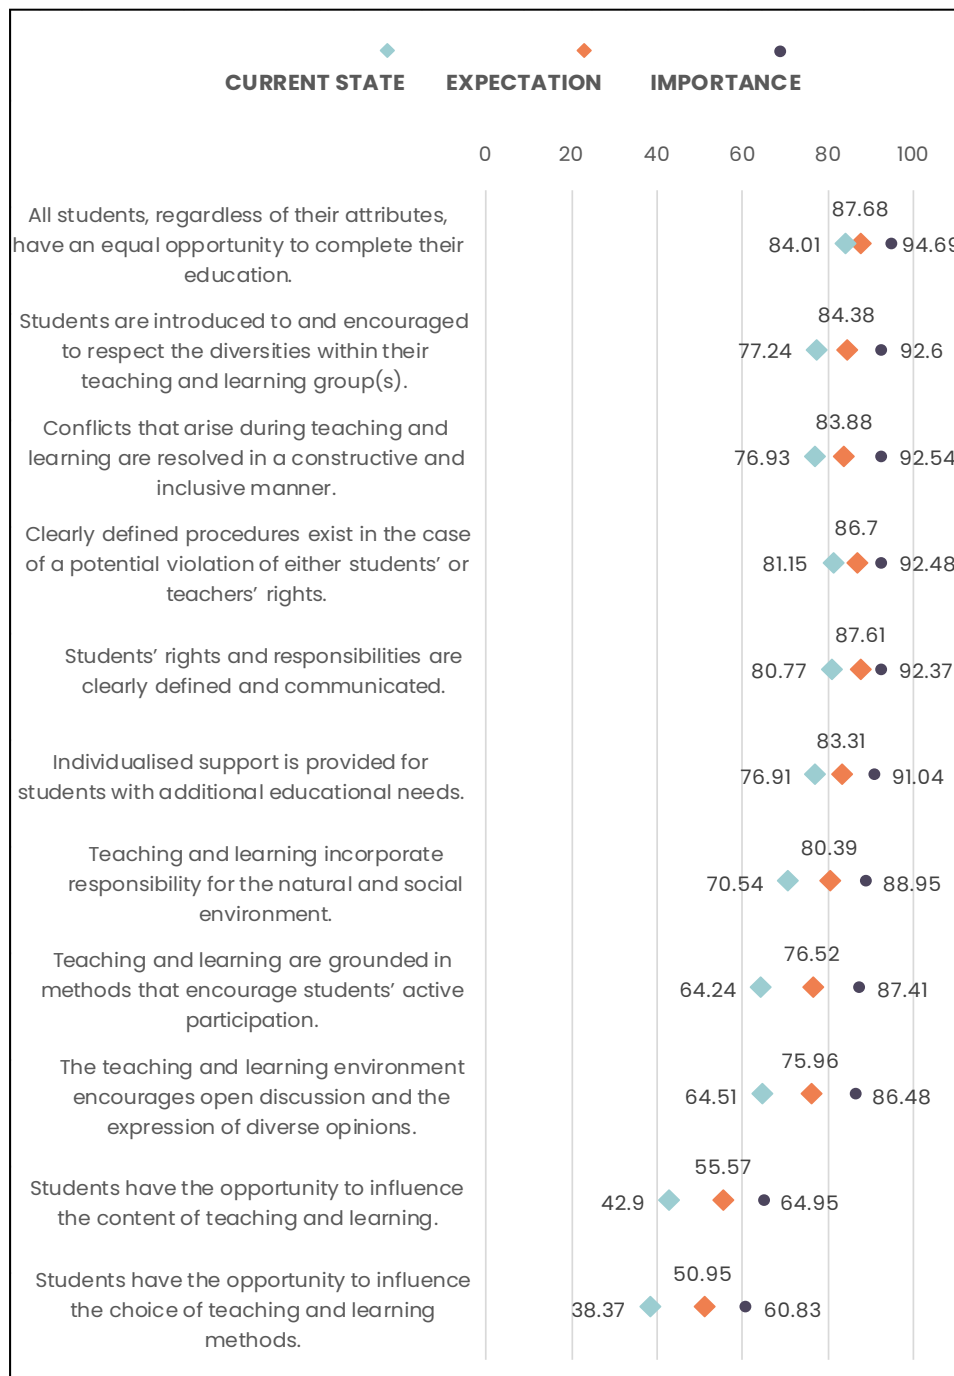 CURRENT STATE EXPECTATION IMPORTANCE
0 20 40 60 80 100
All students, regardless of their attributes,
have an equal opportunity to complete their
education.
87.68
84.01 94.69
Students are introduced to and encouraged
to respect the diversities within their
teaching and learning group(s).
84.38
77.24 92.6
Conflicts that arise during teaching and
learning are resolved in a constructive and
inclusive manner.
83.88
76.93 92.54
Clearly defined procedures exist in the case
of a potential violation of either students’ or
teachers’ rights.
86.7
81.15 92.48
Students’ rights and responsibilities are
clearly defined and communicated.
87.61
80.77 92.37
Individualised support is provided for
students with additional educational needs.
83.31
76.91 91.04
Teaching and learning incorporate
responsibility for the natural and social
environment.
80.39
70.54 88.95
Teaching and learning are grounded in
methods that encourage students’ active
participation.
76.52
64.24 87.41
The teaching and learning environment
encourages open discussion and the
expression of diverse opinions.
75.96
64.51 86.48
Students have the opportunity to influence
the content of teaching and learning.
55.57
42.9 64.95
Students have the opportunity to influence
the choice of teaching and learning
methods.
50.95
38.37 60.83